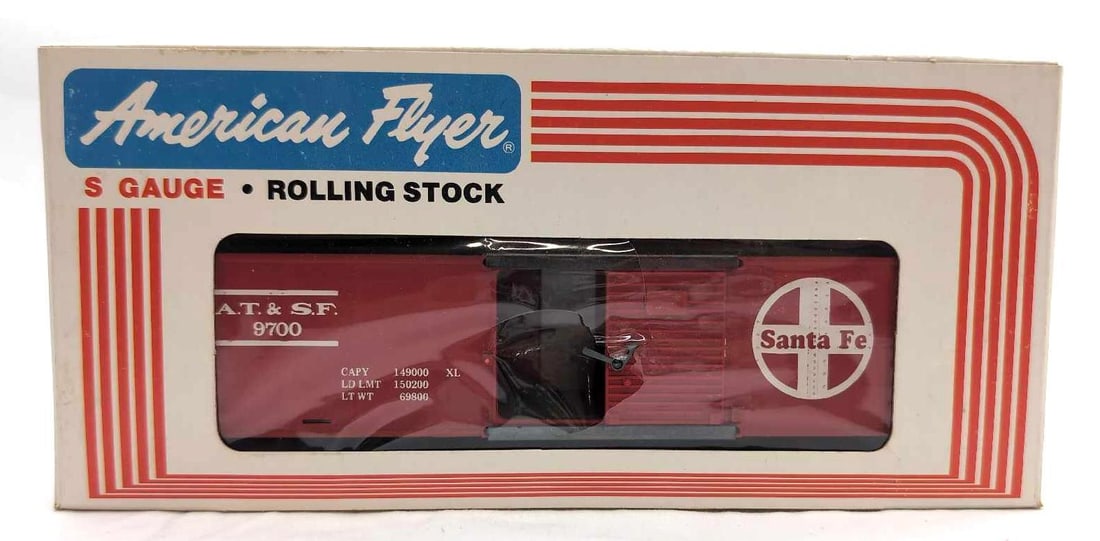 American Flyer®
S GAUGE • ROLLING STOCK
A.T. & S.F.
9700
CAPY 149000 XL
LD LMT 150200
LT WT 69800
Santa Fe